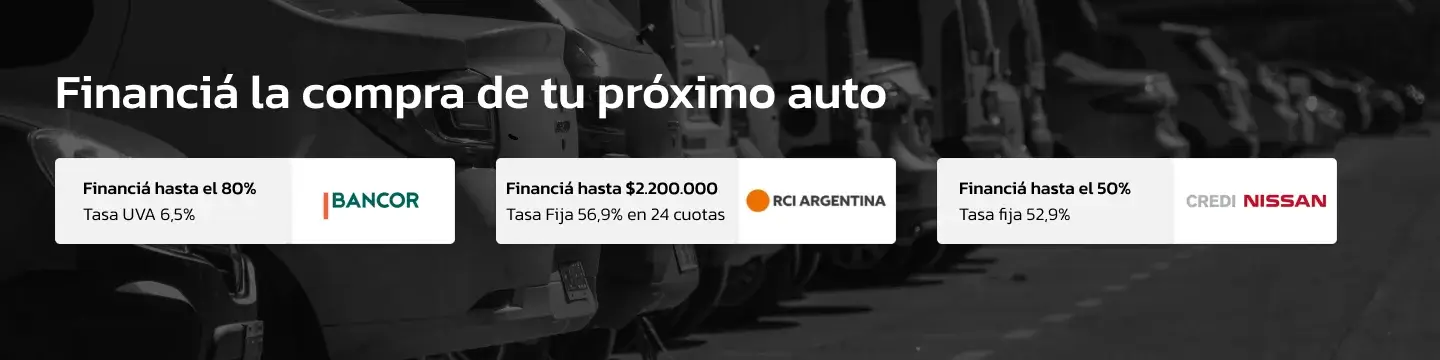 Financiá la compra de tu próximo auto
Financiá hasta el 80%
Tasa UVA 6,5%
BANCOR
Financiá hasta $2.200.000
Tasa Fija 56,9% en 24 cuotas
RCI ARGENTINA
Financiá hasta el 50%
Tasa fija 52,9%
CREDI NISSAN